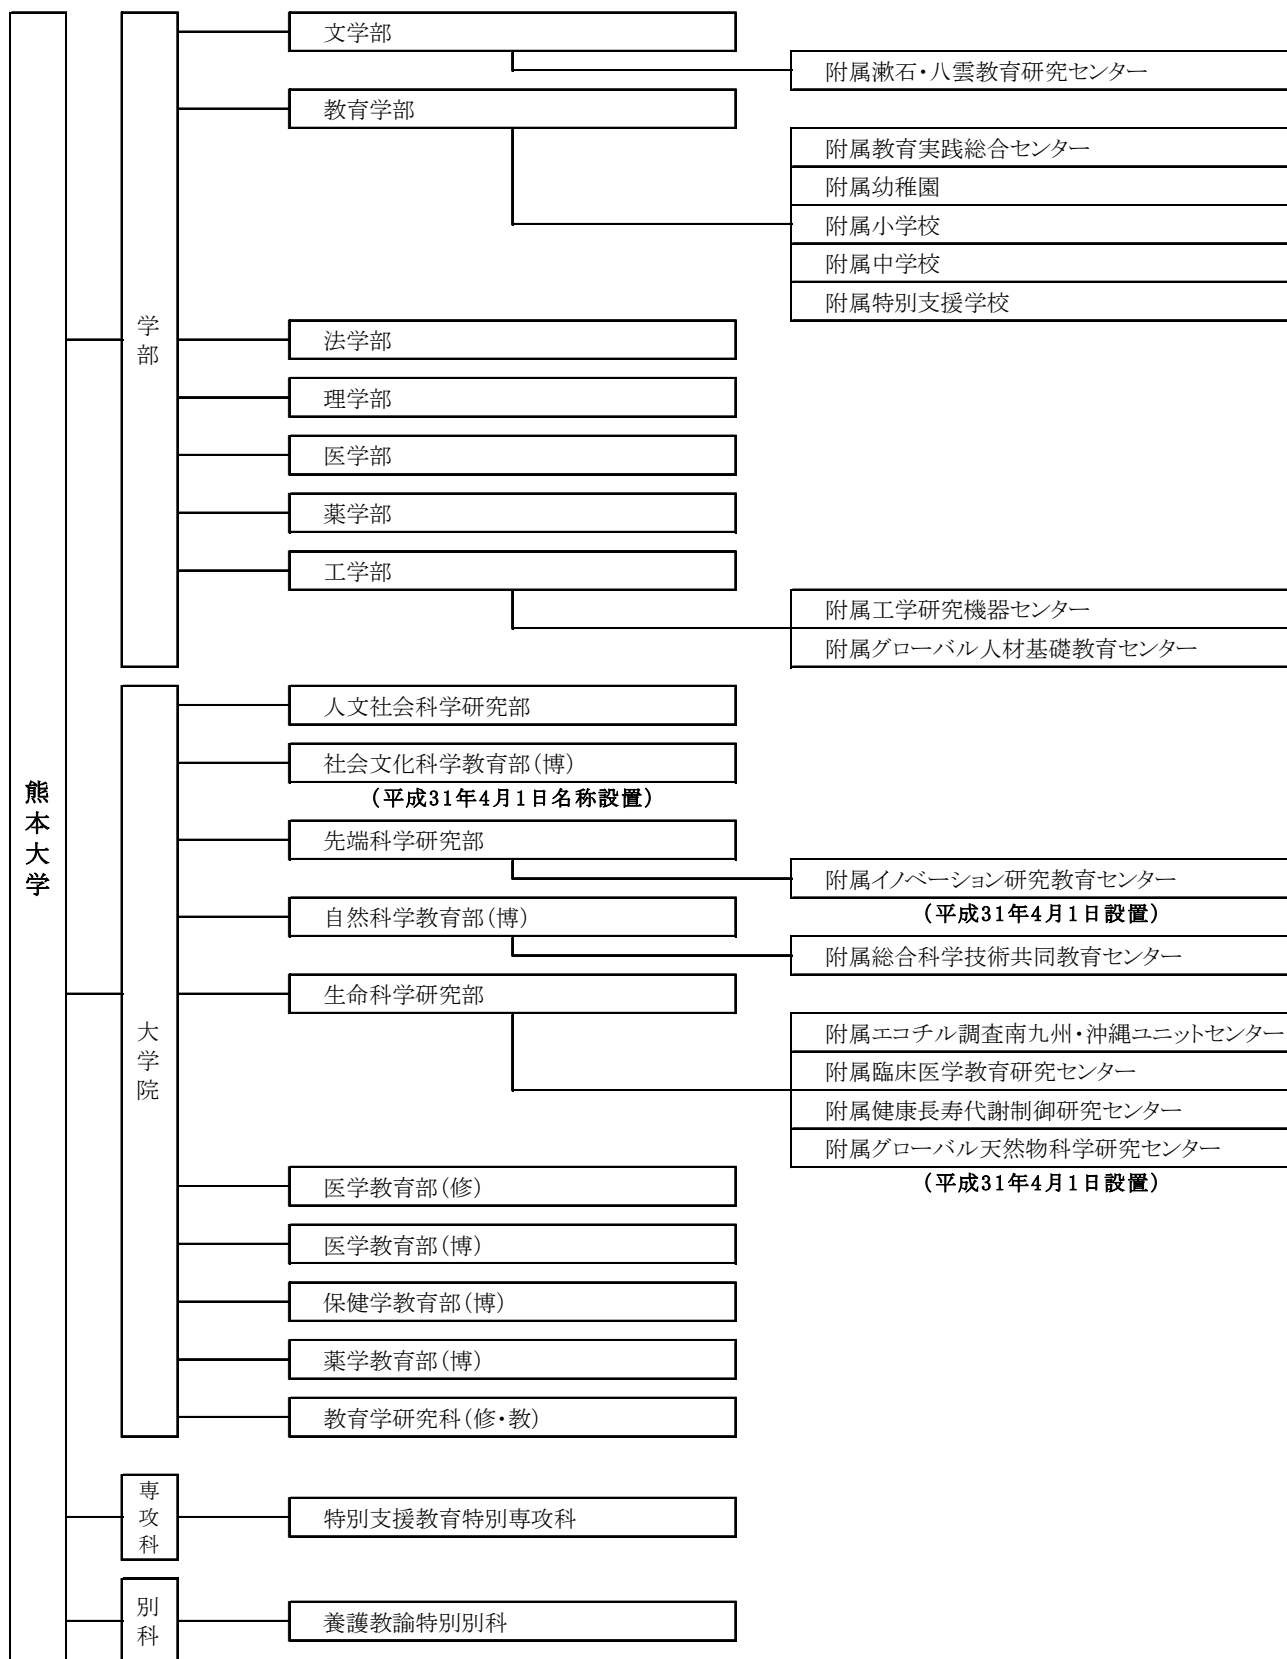 熊本大学
学部
文学部
附属漱石・八雲教育研究センター
教育学部
附属教育実践総合センター
附属幼稚園
附属小学校
附属中学校
附属特別支援学校
法学部
理学部
医学部
薬学部
工学部
附属工学研究機器センター
附属グローバル人材基礎教育センター
大学院
人文社会科学研究部
社会文化科学教育部(博)
(平成31年4月1日名称設置)
先端科学研究部
附属イノベーション研究教育センター
(平成31年4月1日設置)
自然科学教育部(博)
附属総合科学技術共同教育センター
生命科学研究部
附属エコチル調査南九州・沖縄ユニットセンター
附属臨床医学教育研究センター
附属健康長寿代謝制御研究センター
附属グローバル天然物科学研究センター
(平成31年4月1日設置)
医学教育部(修)
医学教育部(博)
保健学教育部(博)
薬学教育部(博)
教育学研究科(修・教)
専攻科
特別支援教育特別専攻科
別科
養護教諭特別別科